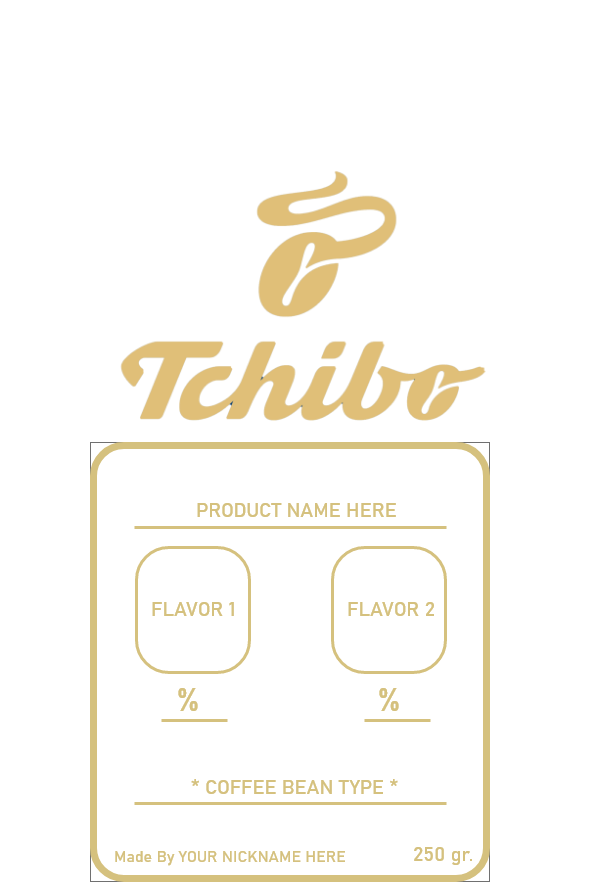 Tchibo
PRODUCT NAME HERE
FLAVOR 1 FLAVOR 2
% %
* COFFEE BEAN TYPE *
Made By YOUR NICKNAME HERE 250 gr.